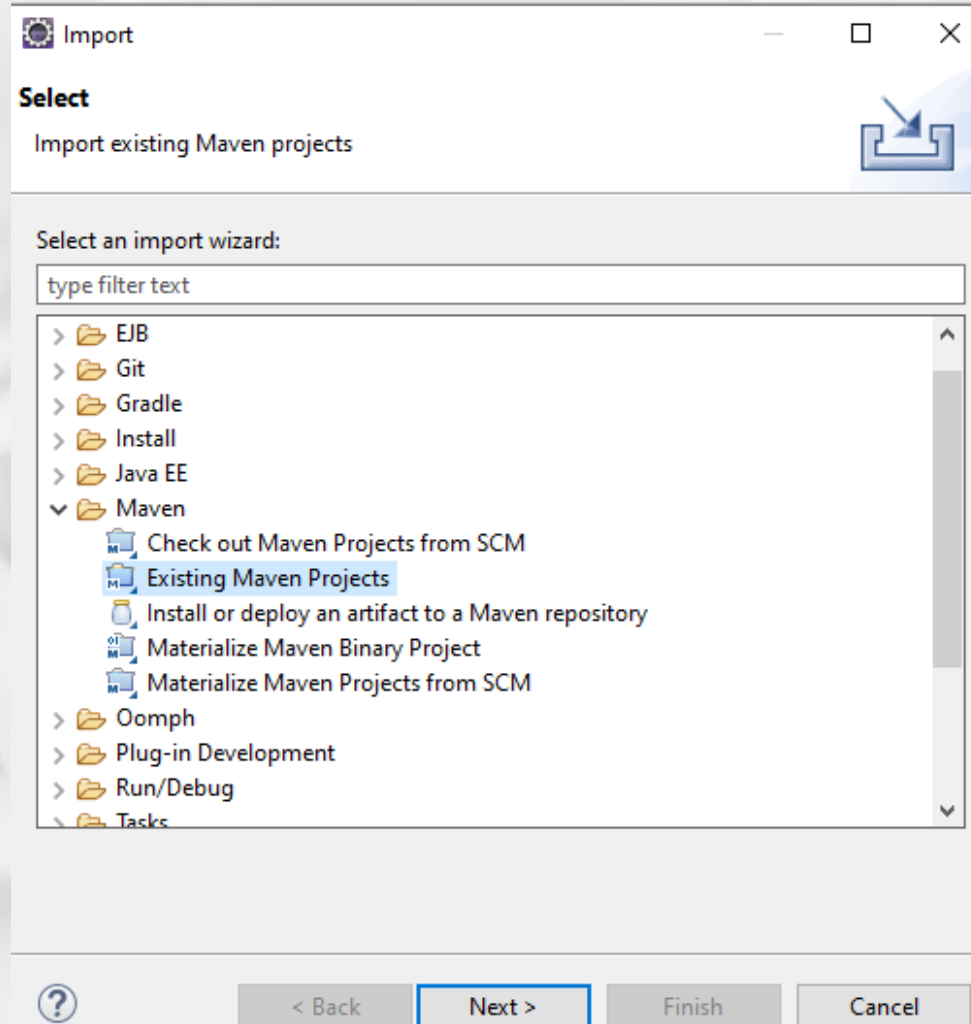 Import
Select
Import existing Maven projects
Select an import wizard:
type filter text
EJB
Git
Gradle
Install
Java EE
Maven
Check out Maven Projects from SCM
Existing Maven Projects
Install or deploy an artifact to a Maven repository
Materialize Maven Binary Project
Materialize Maven Projects from SCM
Oomph
Plug-in Development
Run/Debug
Tasks
?
< Back
Next >
Finish
Cancel